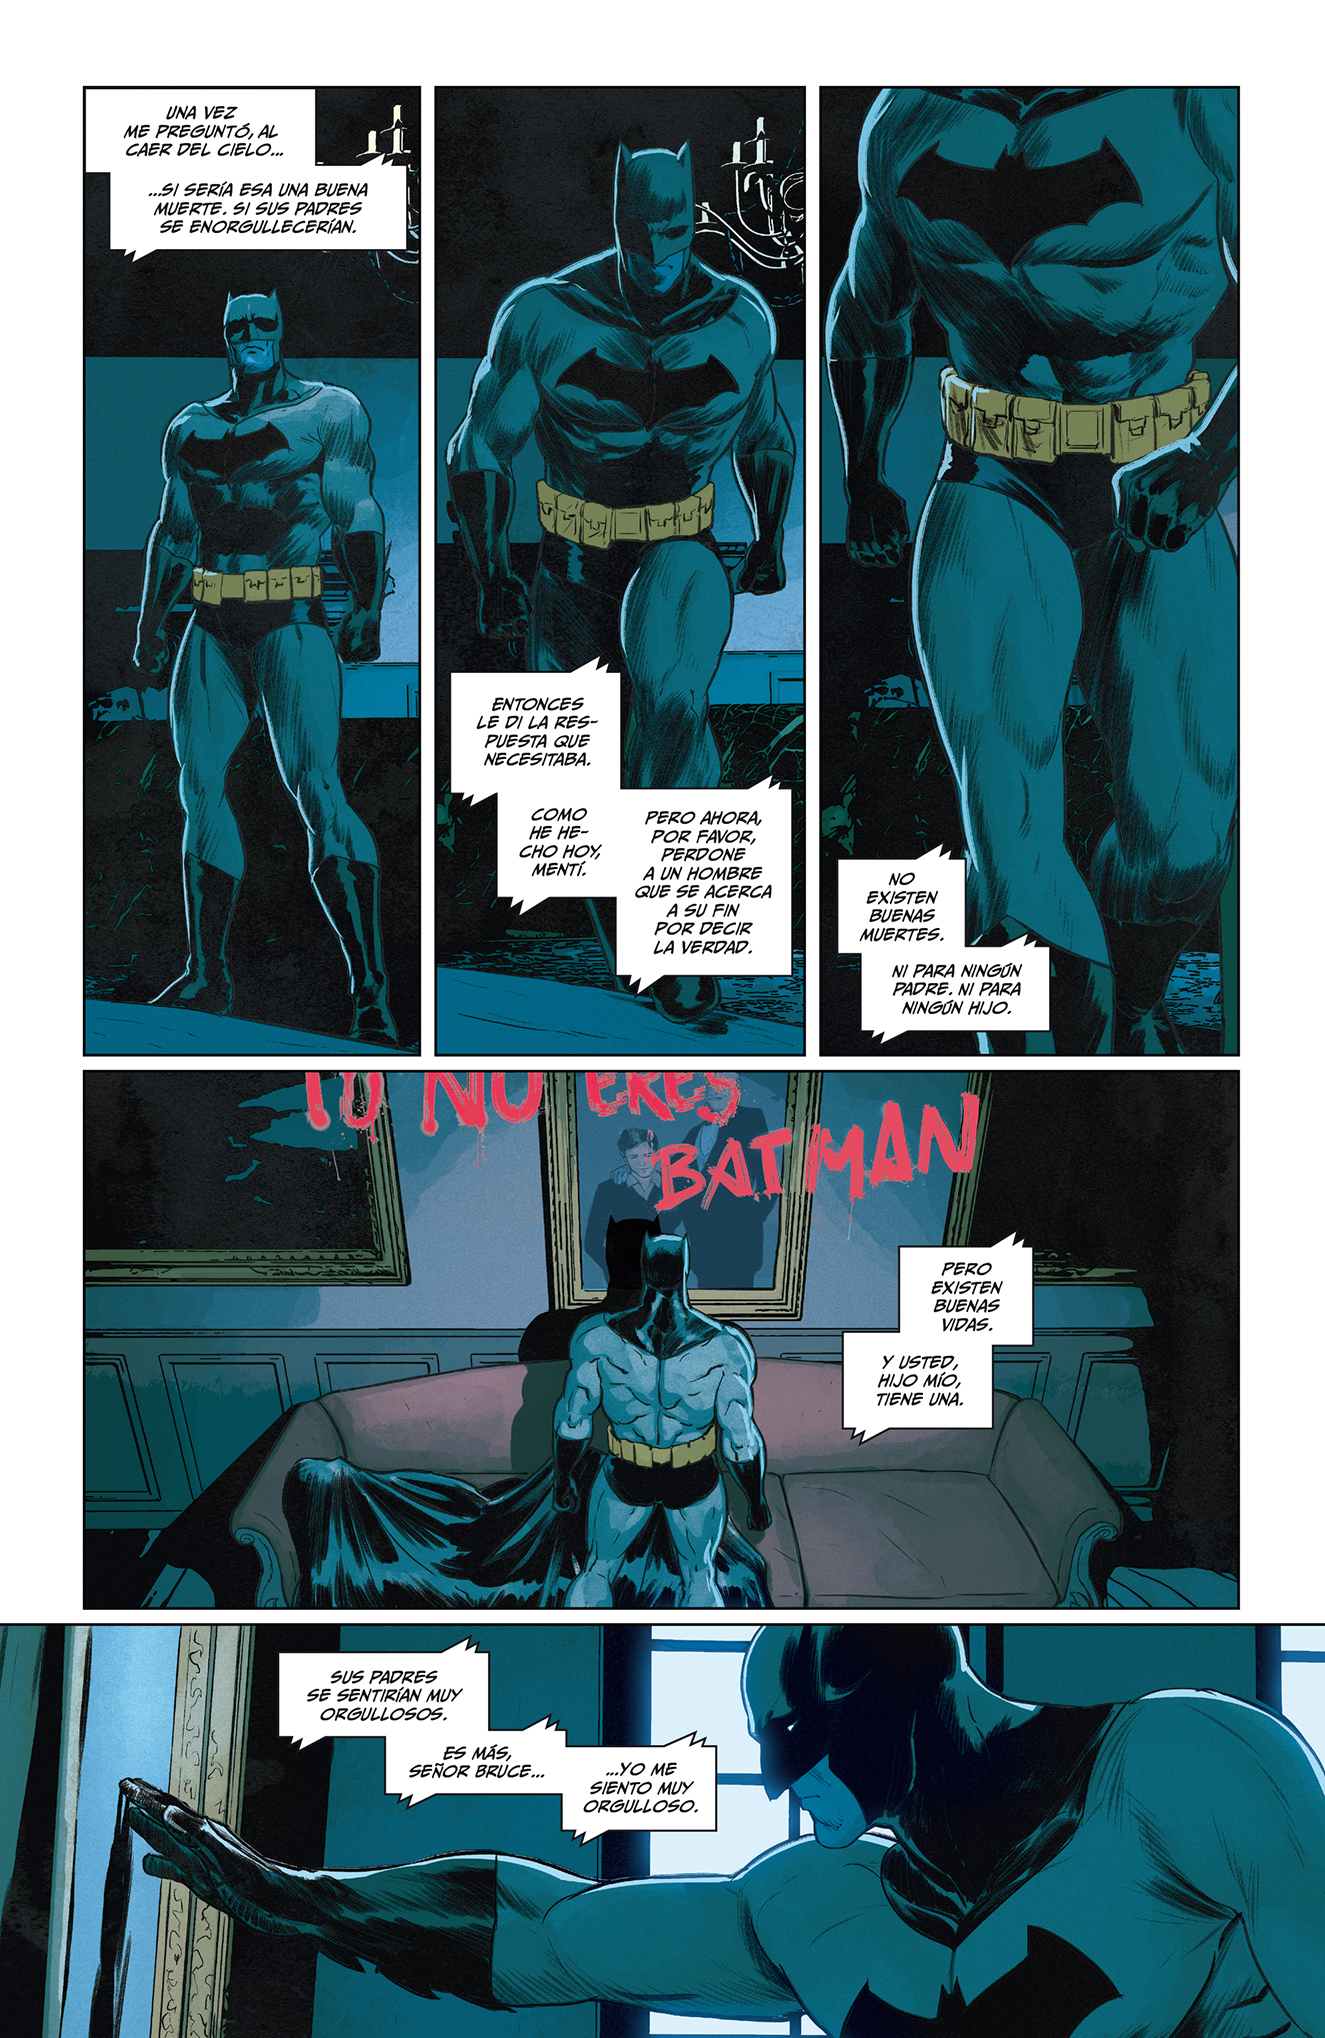 UNA VEZ
ME PREGUNTÓ, AL
CAER DEL CIELO...
...SI SERÍA ESA UNA BUENA
MUERTE. SI SUS PADRES
SE ENORGULLECERÍAN.
ENTONCES
LE DI LA RES-
PUESTA QUE
NECESITABA.
COMO
HE HE-
CHO HOY,
MENTÍ.
PERO AHORA,
POR FAVOR,
PERDONE
A UN HOMBRE
QUE SE ACERCA
A SU FIN
POR DECIR
LA VERDAD.
NO
EXISTEN
BUENAS
MUERTES.
NI PARA NINGÚN
PADRE. NI PARA
NINGÚN HIJO.
TU NO ERES
BATMAN
PERO
EXISTEN
BUENAS
VIDAS.
Y USTED,
HIJO MÍO,
TIENE UNA.
SUS PADRES
SE SENTIRÍAN MUY
ORGULLOSOS.
ES MÁS,
SEÑOR BRUCE...
...YO ME
SIENTO MUY
ORGULLOSO.